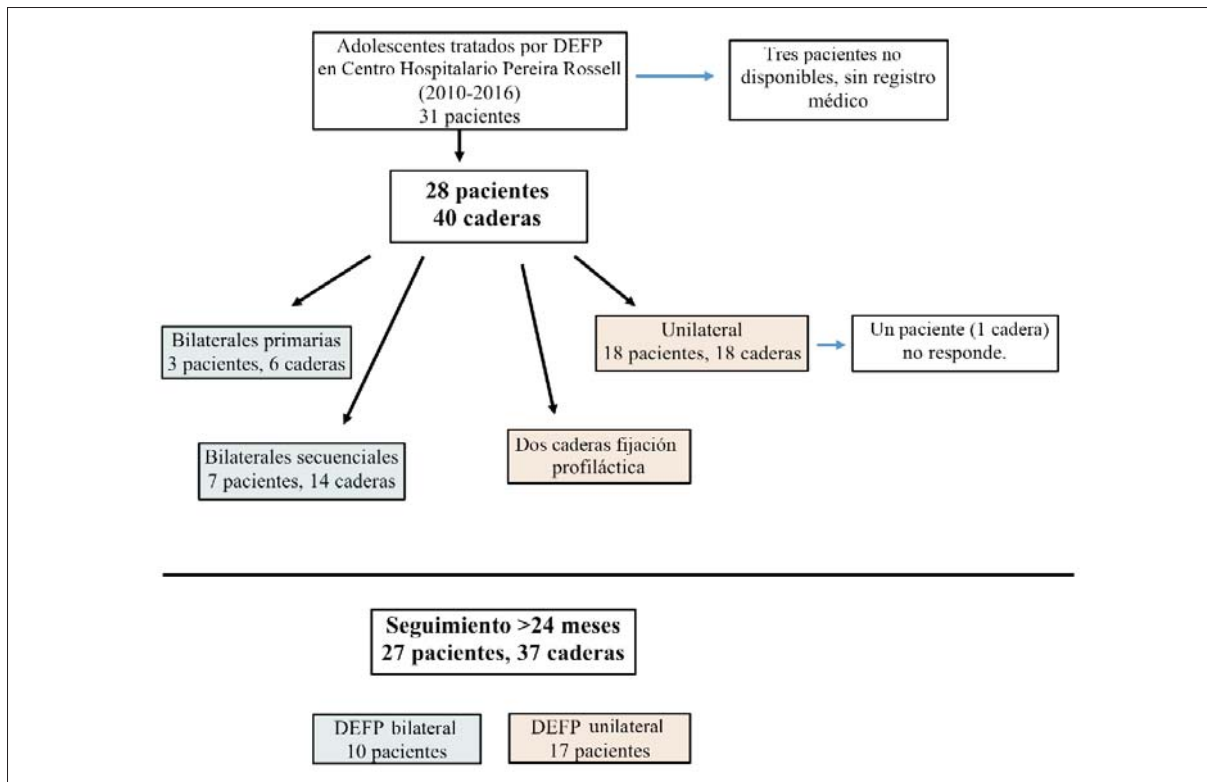 Adolescentes tratados por DEFP
en Centro Hospitalario Pereira Rossell
(2010-2016)
31 pacientes
Tres pacientes no
disponibles, sin registro
médico
28 pacientes
40 caderas
Bilaterales primarias
3 pacientes, 6 caderas
Unilateral
18 pacientes, 18 caderas
Un paciente (1 cadera)
no responde.
Bilaterales secuenciales
7 pacientes, 14 caderas
Dos caderas fijación
profiláctica
Seguimiento >24 meses
27 pacientes, 37 caderas
DEFP bilateral
10 pacientes
DEFP unilateral
17 pacientes